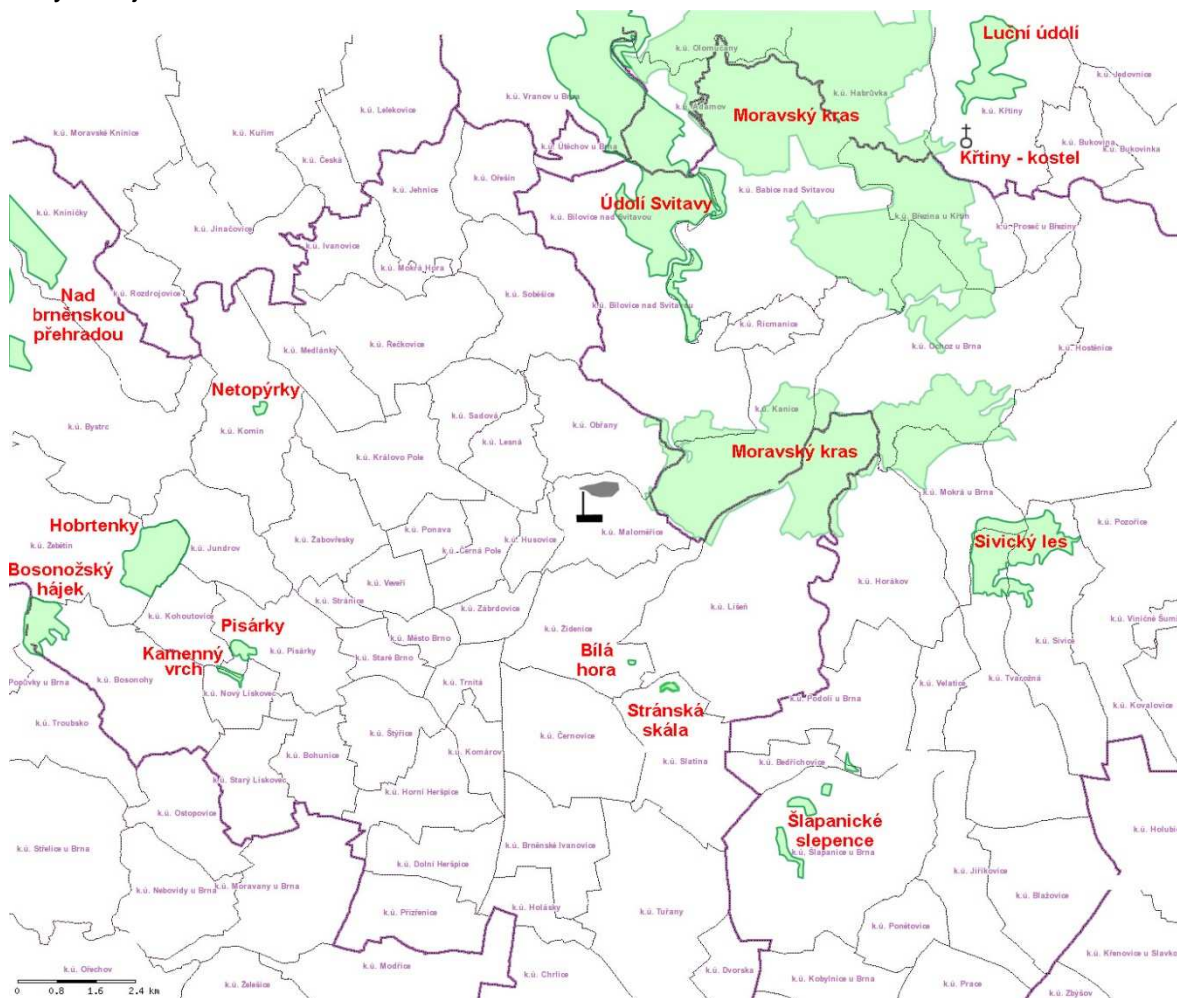 Luční údolí
k.ú. Olomučany
k.ú. Jedovnice
k.ú. Vranov u Brna
k.ú. Lelekovice
k.ú. Habrůvka
k.ú. Adamov
Moravský kras
k.ú. Křtiny
k.ú. Moravské Knínice
k.ú. Kuřim
k.ú. Česká
k.ú. Útěchov u Brna
k.ú. Bukovina
k.ú. Bukovinka
Křtiny - kostel
k.ú. Ořešín
k.ú. Jehnice
k.ú. Babice nad Svitavou
Údolí Svitavy
k.ú. Kníničky
k.ú. Bílovice nad Svitavou
k.ú. Březina u Křtin
k.ú. Proseč u Březiny
k.ú. Jinačovice
k.ú. Ivanovice
k.ú. Mokrá Hora
k.ú. Rozdrojovice
k.ú. Soběšice
Nad
brněnskou
přehradou
k.ú. Bílovice nad Svitavou
k.ú. Řicmanice
k.ú. Řečkovice
k.ú. Medlánky
k.ú. Ochoz u Brna
k.ú. Hostěnice
Netopýrky
k.ú. Kanice
k.ú. Sadová
k.ú. Bystrc
k.ú. Komín
k.ú. Obřany
k.ú. Lesná
k.ú. Královo Pole
Moravský kras
k.ú. Mokrá u Brna
Hobrtenky
k.ú. Ponava
k.ú. Maloměřice
k.ú. Pozořice
k.ú. Žebětín
k.ú. Jundrov
k.ú. Žabovřesky
k.ú. Husovice
k.ú. Černá Pole
Sivický les
Bosonožský
hájek
k.ú. Veveří
k.ú. Horákov
k.ú. Stránice
k.ú. Zábrdovice
k.ú. Líšeň
k.ú. Kohoutovice
k.ú. Viničné Šumi
Pisárky
k.ú. Židenice
k.ú. Město Brno
k.ú. Sivice
Kamenný
vrch
k.ú. Pisárky
k.ú. Staré Brno
Bílá
hora
k.ú. Popůvky u Brna
k.ú. Bosonohy
k.ú. Nový Lískovec
k.ú. Trnitá
k.ú. Velatice
k.ú. Tvarožná
k.ú. Podolí u Brna
k.ú. Kovalovice
Stránská
skála
k.ú. Troubsko
k.ú. Štýřice
k.ú. Černovice
k.ú. Bohunice
k.ú. Komárov
k.ú. Slatina
k.ú. Bedřichovice
k.ú. Starý Lískovec
k.ú. Horní Heršpice
k.ú. Ostopovice
Šlapanické
slepence
k.ú. Holubic
k.ú. Střelice u Brna
k.ú. Brněnské Ivanovice
k.ú. Šlapanice u Brna
k.ú. Dolní Heršpice
k.ú. Jiříkovice
k.ú. Nebovidy u Brna
k.ú. Moravany u Brna
k.ú. Blažovice
k.ú. Holásky
k.ú. Přízřenice
k.ú. Tuřany
k.ú. Ponětovice
k.ú. Křenovice u Slavko
k.ú. Ořechov
k.ú. Modřice
k.ú. Chrlice
k.ú. Dvorska
k.ú. Želešice
k.ú. Kobylnice u Brna
k.ú. Prace
k.ú. Zbýšov
0 0.8 1.6 2.4 km